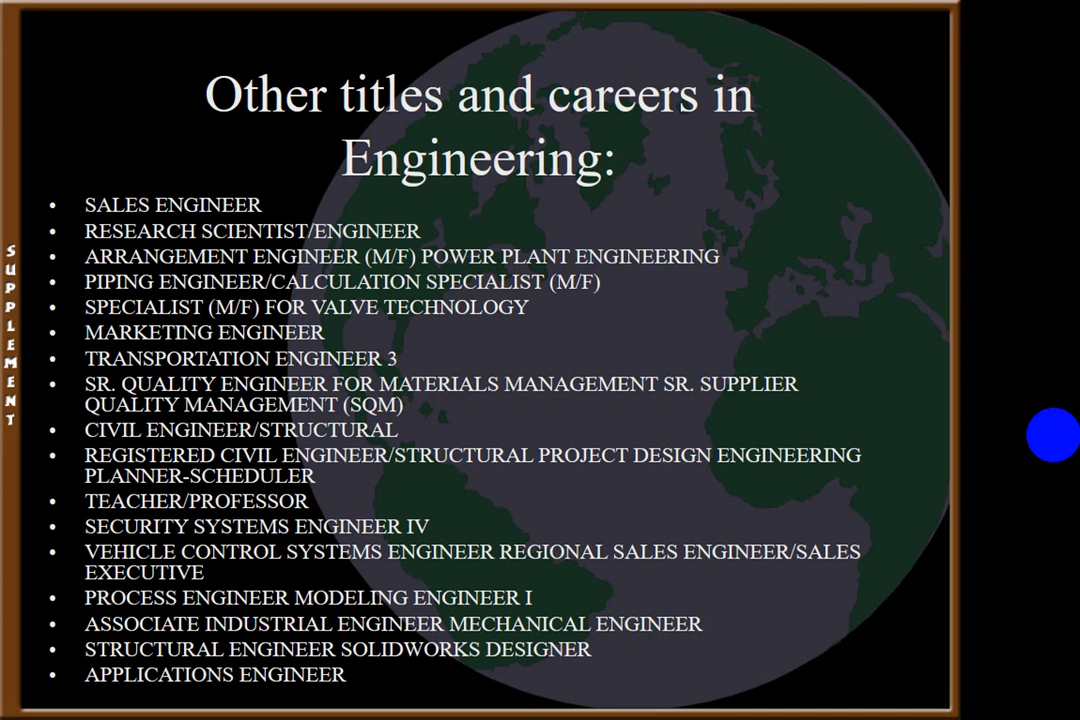 Other titles and careers in
Engineering:
• SALES ENGINEER
• RESEARCH SCIENTIST/ENGINEER
• ARRANGEMENT ENGINEER (M/F) POWER PLANT ENGINEERING
• PIPING ENGINEER/CALCULATION SPECIALIST (M/F)
• SPECIALIST (M/F) FOR VALVE TECHNOLOGY
• MARKETING ENGINEER
• TRANSPORTATION ENGINEER 3
• SR. QUALITY ENGINEER FOR MATERIALS MANAGEMENT SR. SUPPLIER
QUALITY MANAGEMENT (SQM)
• CIVIL ENGINEER/STRUCTURAL
• REGISTERED CIVIL ENGINEER/STRUCTURAL PROJECT DESIGN ENGINEERING
PLANNER-SCHEDULER
• TEACHER/PROFESSOR
• SECURITY SYSTEMS ENGINEER IV
• VEHICLE CONTROL SYSTEMS ENGINEER REGIONAL SALES ENGINEER/SALES
EXECUTIVE
• PROCESS ENGINEER MODELING ENGINEER I
• ASSOCIATE INDUSTRIAL ENGINEER MECHANICAL ENGINEER
• STRUCTURAL ENGINEER SOLIDWORKS DESIGNER
• APPLICATIONS ENGINEER
SUPPLEMENT